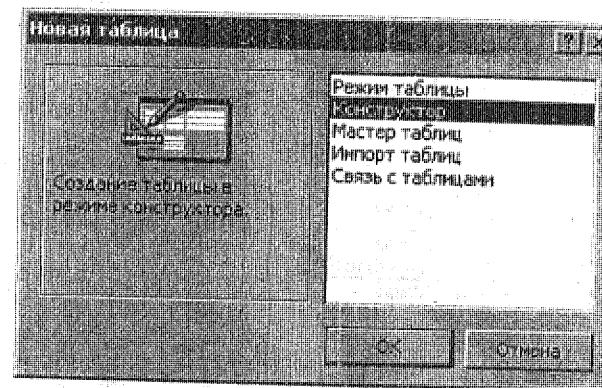 Новая таблица
Режим таблицы
Конструктор
Мастер таблиц
Импорт таблиц
Связь с таблицами
Создание таблицы в
режиме конструктора.
ОК
Отмена